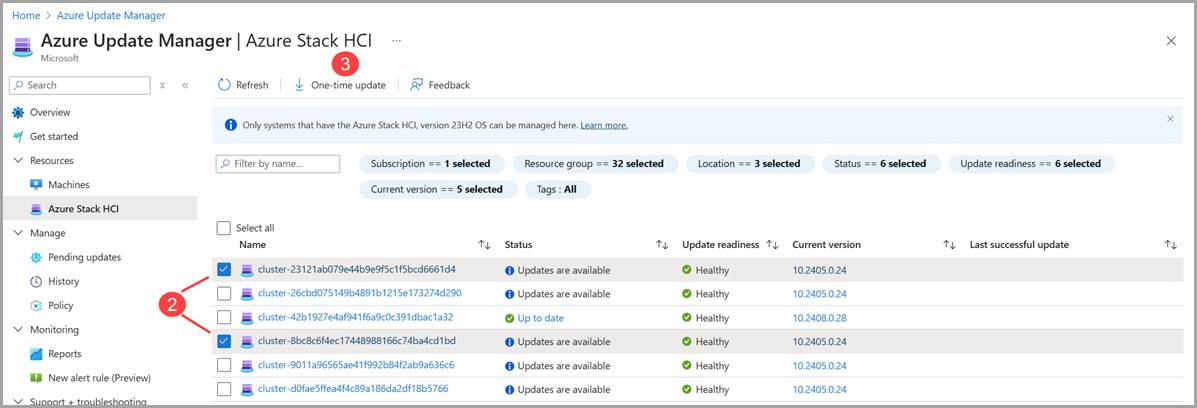 Home > Azure Update Manager
Azure Update Manager | Azure Stack HCI ...
Microsoft
3
Search
«
Refresh
One-time update
Feedback
Overview
Get started
Resources
Machines
Azure Stack HCI
Manage
Pending updates
History
Policy
Monitoring
Reports
New alert rule (Preview)
Support + troubleshooting
Only systems that have the Azure Stack HCI, version 23H2 OS can be managed here. Learn more.
Filter by name...
Subscription == 1 selected
Resource group == 32 selected
Location == 3 selected
Status == 6 selected
Update readiness == 6 selected
Current version == 5 selected
Tags : All
Select all
Name Status Update readiness Current version Last successful update
2
cluster-23121ab079e44b9e9f5c1f5bcd6661d4 Updates are available Healthy 10.2405.0.24
cluster-26cbd075149b4891b1215e173274d290 Updates are available Healthy 10.2405.0.24
cluster-42b1927e4af941f6a9c0c391dbac1a32 Up to date Healthy 10.2408.0.28
cluster-8bc8c6f4ec17448988166c74ba4cd1bd Updates are available Healthy 10.2405.0.24
cluster-9011a96565ae41f992b84f2ab9a636c6 Updates are available Healthy 10.2405.0.24
cluster-d0fae5ffea4f4c89a186da2df18b5766 Updates are available Healthy 10.2405.0.24